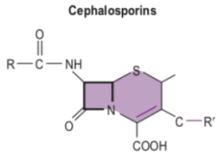 Cephalosporins
O
R C NH S
O N C R'
COOH